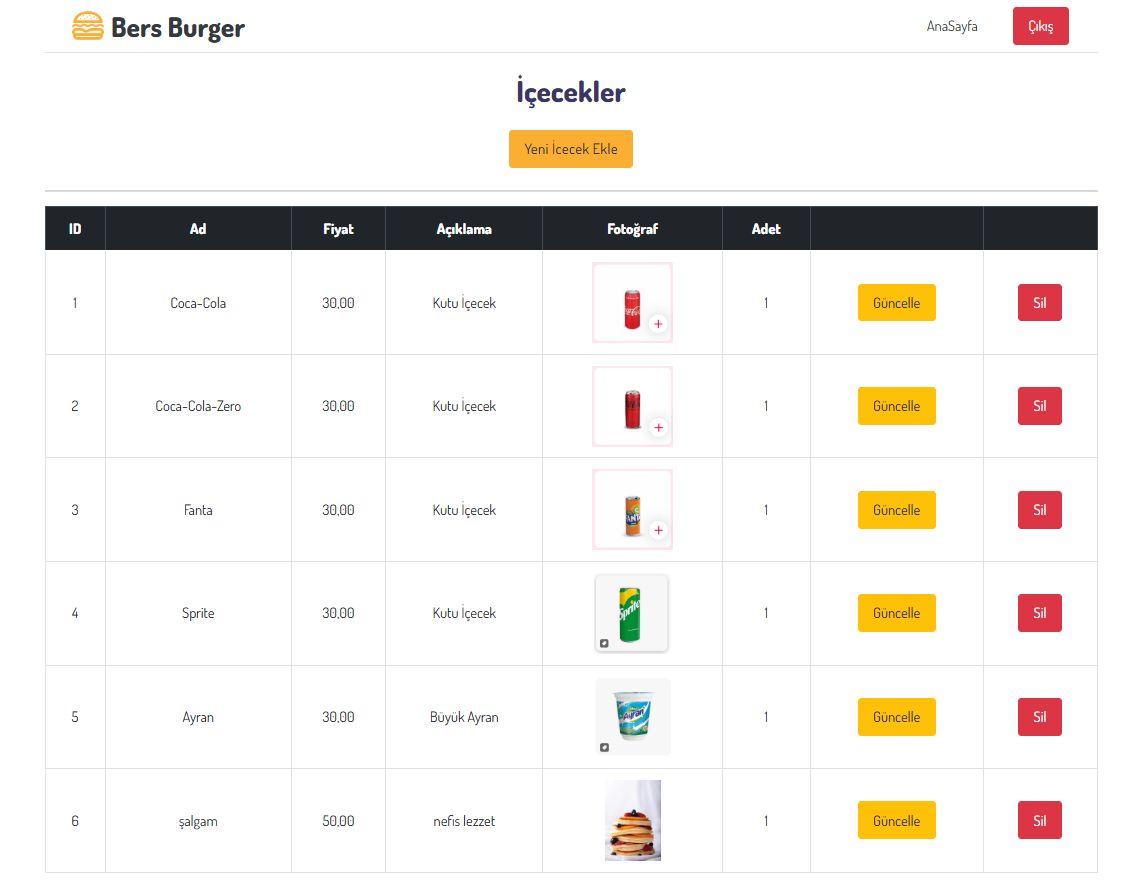 Bers Burger AnaSayfa Çıkış
İçecekler
Yeni İcecek Ekle
ID Ad Fiyat Açıklama Fotoğraf Adet
1 Coca-Cola 30,00 Kutu İçecek 1 Güncelle Sil
2 Coca-Cola-Zero 30,00 Kutu İçecek 1 Güncelle Sil
3 Fanta 30,00 Kutu İçecek 1 Güncelle Sil
4 Sprite 30,00 Kutu İçecek Sprite 1 Güncelle Sil
5 Ayran 30,00 Büyük Ayran Ayran 1 Güncelle Sil
6 şalgam 50,00 nefis lezzet 1 Güncelle Sil